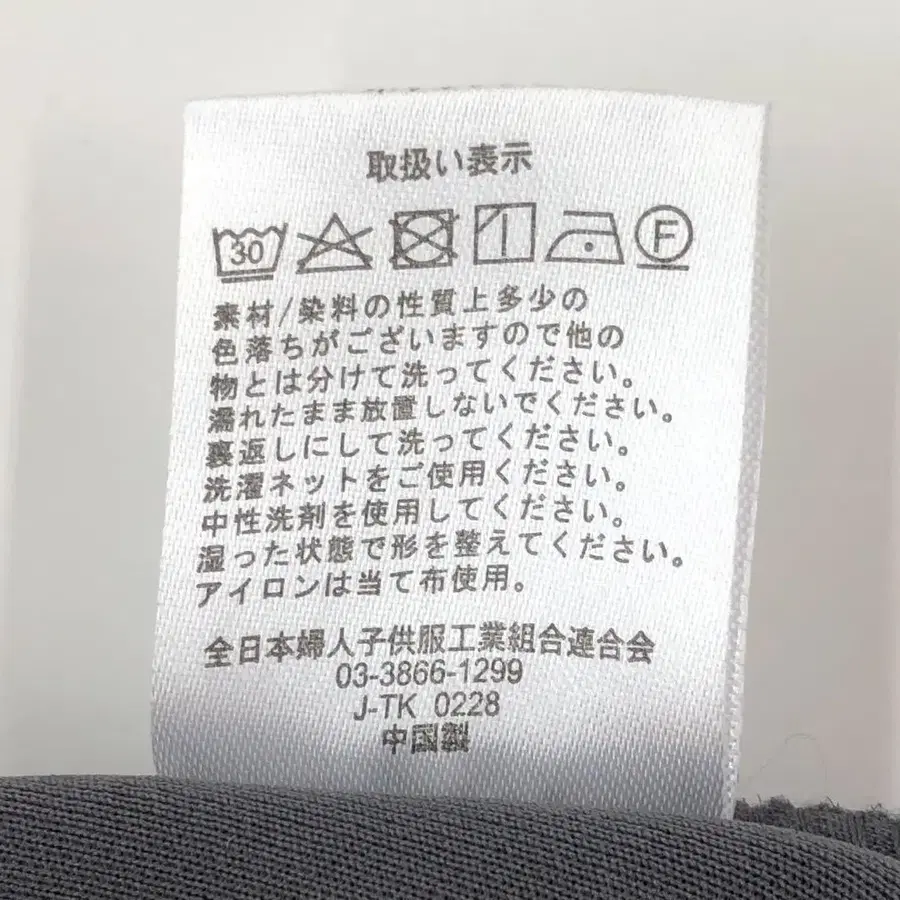 取扱い表示
30 F
素材/染料の性質上多少の
色落ちがございますので他の
物とは分けて洗ってください。
濡れたまま放置しないでください。
裏返しにして洗ってください。
洗濯ネットをご使用ください。
中性洗剤を使用してください。
湿った状態で形を整えてください。
アイロンは当て布使用。
全日本婦人子供服工業組合連合会
03-3866-1299
J-TK 0228
中国製